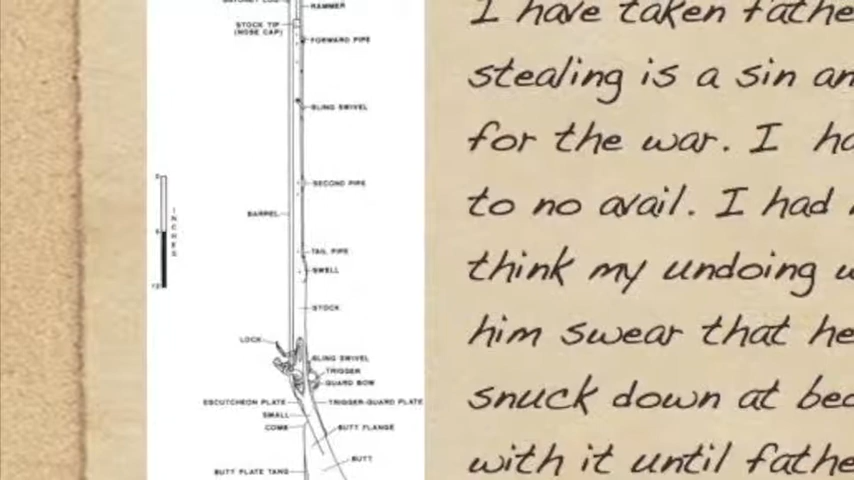 RAMMER
STOCK TIP
(NOSE CAP)
FORWARD PIPE
SLING SWIVEL
SECOND PIPE
BARREL
TAIL PIPE
SWELL
STOCK
LOCK
SLING SWIVEL
TRIGGER
GUARD BOW
ESCUTCHEON PLATE
TRIGGER-GUARD PLATE
SMALL
COMB
BUTT FLANGE
BUTT
BUTT PLATE TANG
INCHES
I have taken fathe
stealing is a sin an
for the war. I ha
to no avail. I had
think my undoing w
him swear that he
snuck down at bed
with it until fathe